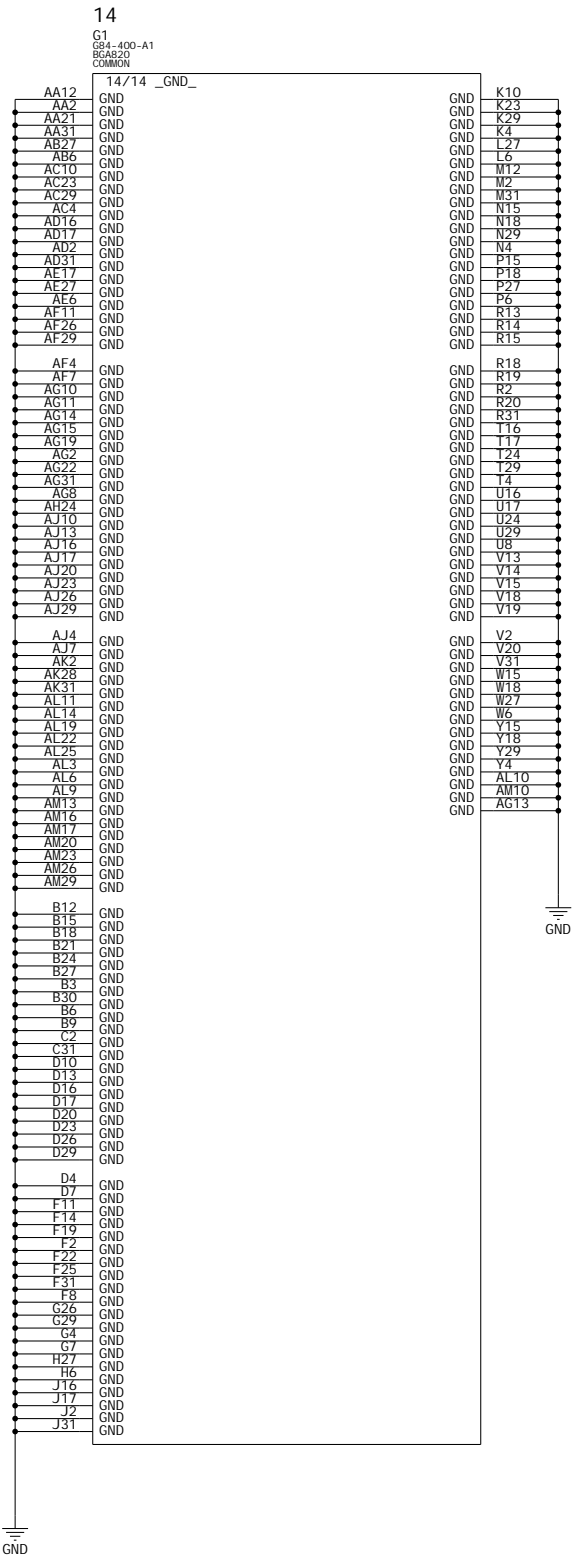 14
G1
G84-400-A1
BGA820
COMMON
14/14 _GND_
AA12 GND GND K10
AA2 GND GND K23
AA21 GND GND K29
AA31 GND GND K4
AB27 GND GND L27
AB6 GND GND L6
AC10 GND GND M12
AC23 GND GND M2
AC29 GND GND M31
AC4 GND GND N15
AD16 GND GND N18
AD17 GND GND N29
AD2 GND GND N4
AD31 GND GND P15
AE17 GND GND P18
AE27 GND GND P27
AE6 GND GND P6
AF11 GND GND R13
AF26 GND GND R14
AF29 GND GND R15
AF4 GND GND R18
AF7 GND GND R19
AG10 GND GND R2
AG11 GND GND R20
AG14 GND GND R31
AG15 GND GND T16
AG19 GND GND T17
AG2 GND GND T24
AG22 GND GND T29
AG31 GND GND T4
AG8 GND GND U16
AH24 GND GND U17
AJ10 GND GND U24
AJ13 GND GND U29
AJ16 GND GND U8
AJ17 GND GND V13
AJ20 GND GND V14
AJ23 GND GND V15
AJ26 GND GND V18
AJ29 GND GND V19
AJ4 GND GND V2
AJ7 GND GND V20
AK2 GND GND V31
AK28 GND GND W15
AK31 GND GND W18
AL11 GND GND W27
AL14 GND GND W6
AL19 GND GND Y15
AL22 GND GND Y18
AL25 GND GND Y29
AL3 GND GND Y4
AL6 GND GND AL10
AL9 GND GND AM10
AM13 GND GND AG13
AM16 GND
AM17 GND
AM20 GND
AM23 GND
AM26 GND
AM29 GND
B12 GND
B15 GND
GND
B18 GND
B21 GND
B24 GND
B27 GND
B3 GND
B30 GND
B6 GND
B9 GND
C2 GND
C31 GND
D10 GND
D13 GND
D16 GND
D17 GND
D20 GND
D23 GND
D26 GND
D29 GND
D4 GND
D7 GND
F11 GND
F14 GND
F19 GND
F2 GND
F22 GND
F25 GND
F31 GND
F8 GND
G26 GND
G29 GND
G4 GND
G7 GND
H27 GND
H6 GND
J16 GND
J17 GND
J2 GND
J31 GND
GND